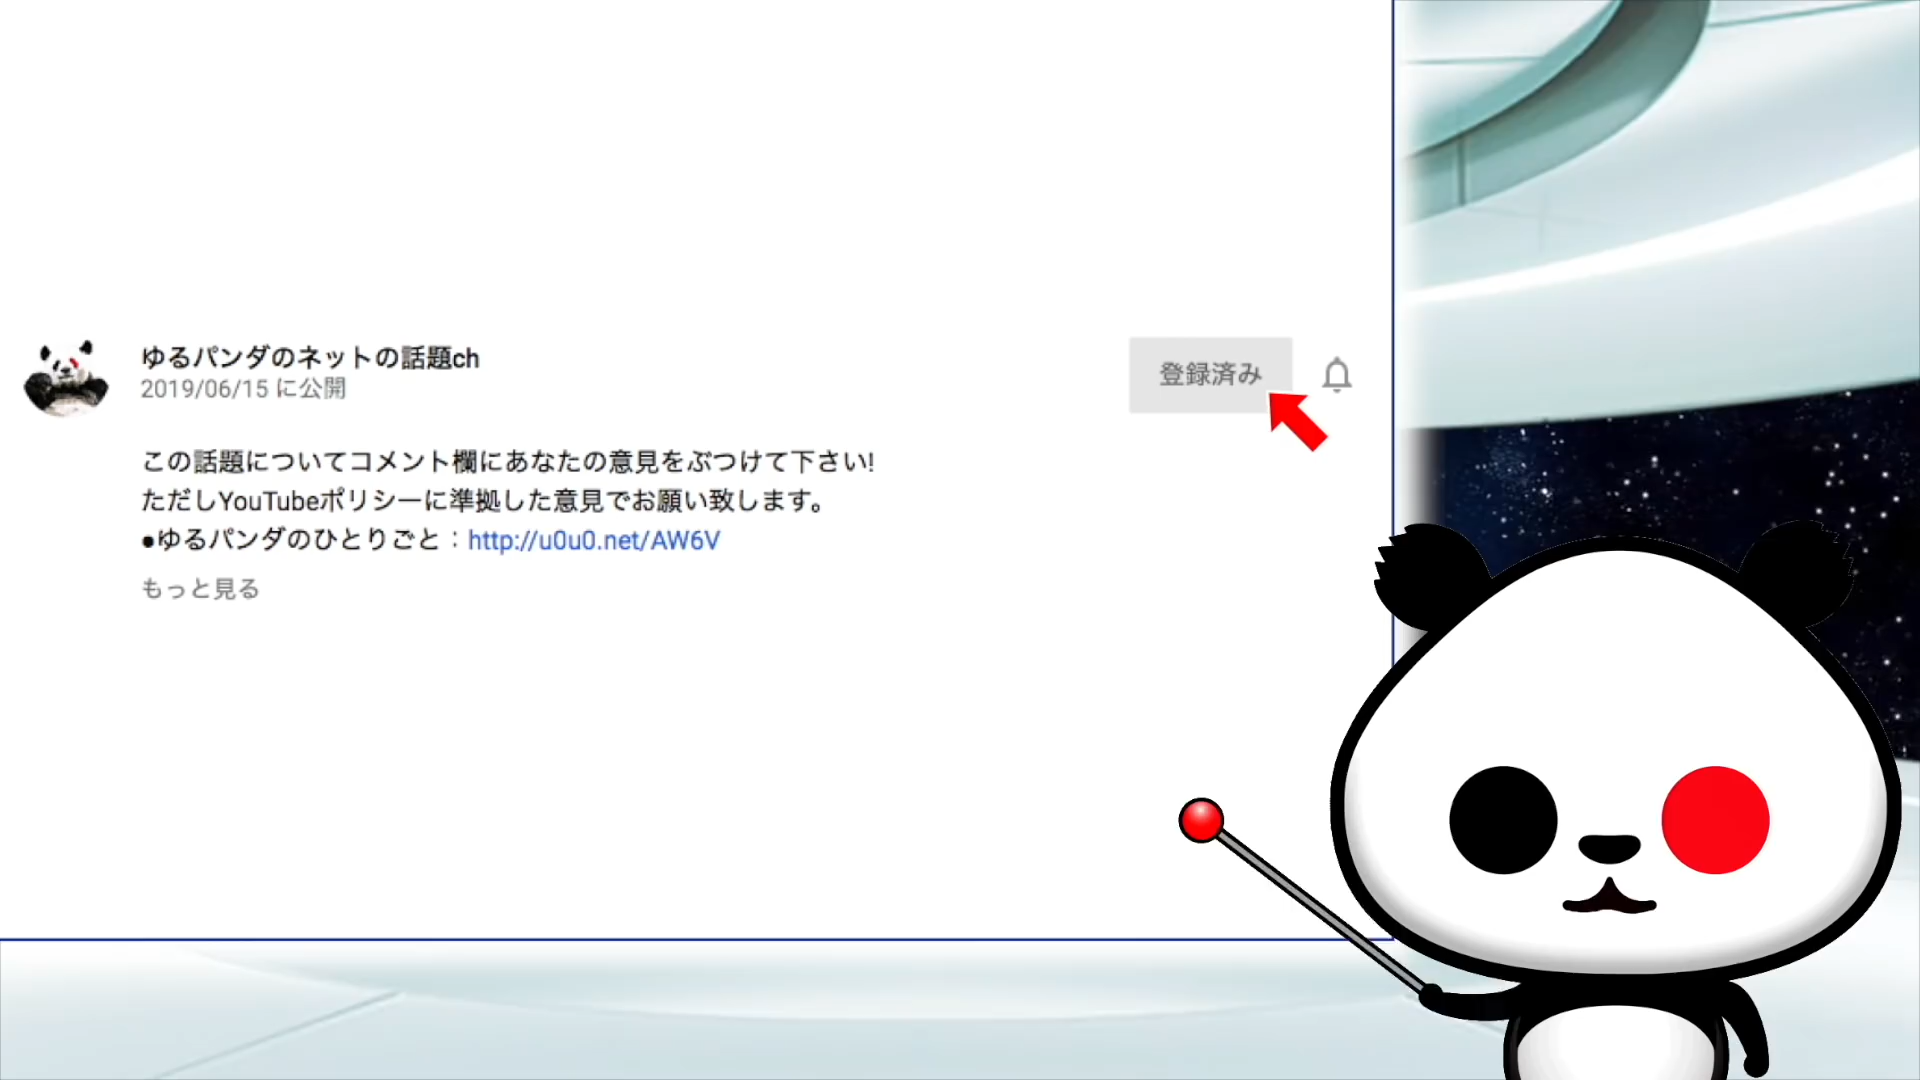 ゆるパンダのネットの話題ch
2019/06/15 に公開
登録済み
この話題についてコメント欄にあなたの意見をぶつけて下さい!
ただしYouTubeポリシーに準拠した意見でお願い致します。
●ゆるパンダのひとりごと：http://u0u0.net/AW6V
もっと見る